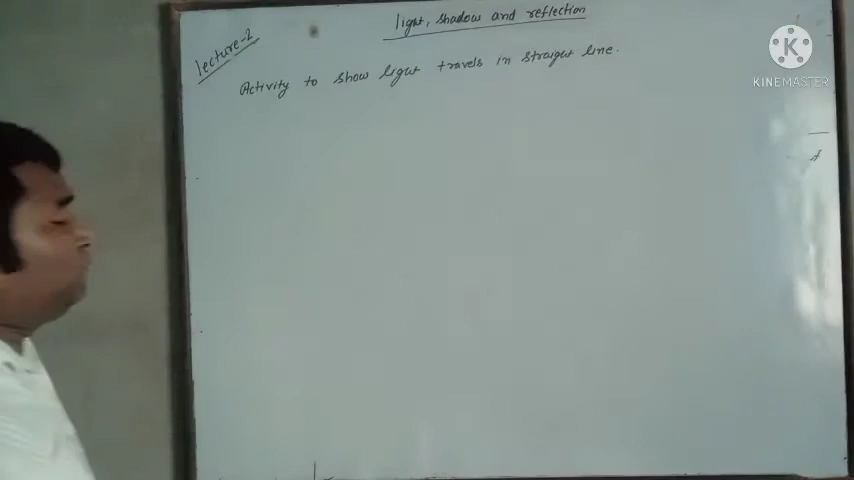 light, shadow and reflection
lecture-2
Activity to show light travels in straight line.
K
KINEMASTER